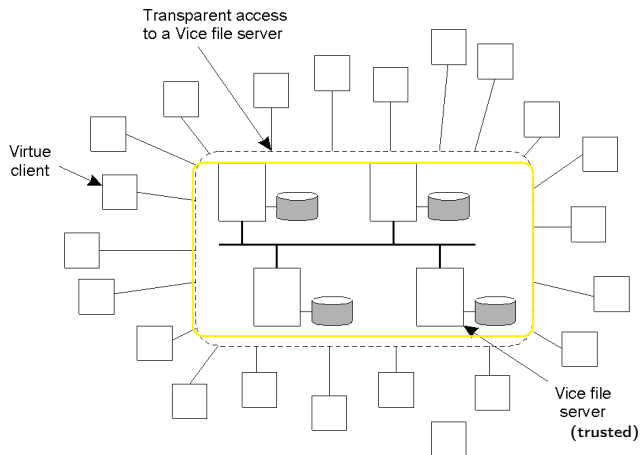 Transparent access
to a Vice file server
Virtue
client
Vice file
server
(trusted)